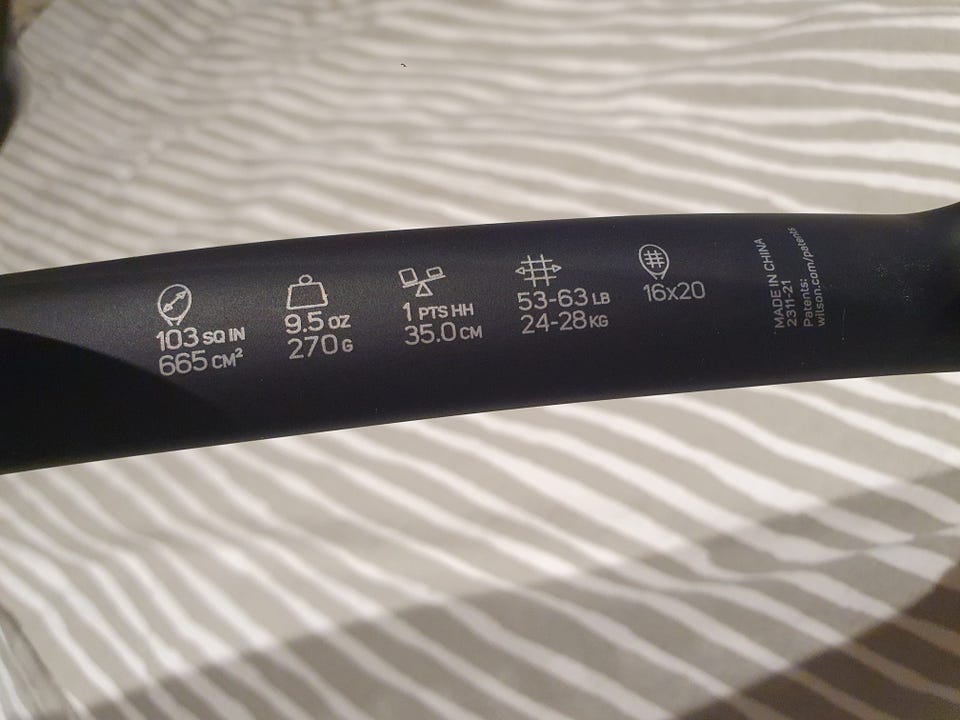 103 SQ IN
665 CM²
9.5 OZ
270 G
1 PTS HH
35.0 CM
53-63 LB
24-28 KG
16x20
MADE IN CHINA
2311-21
Patents:
wilson.com/patents